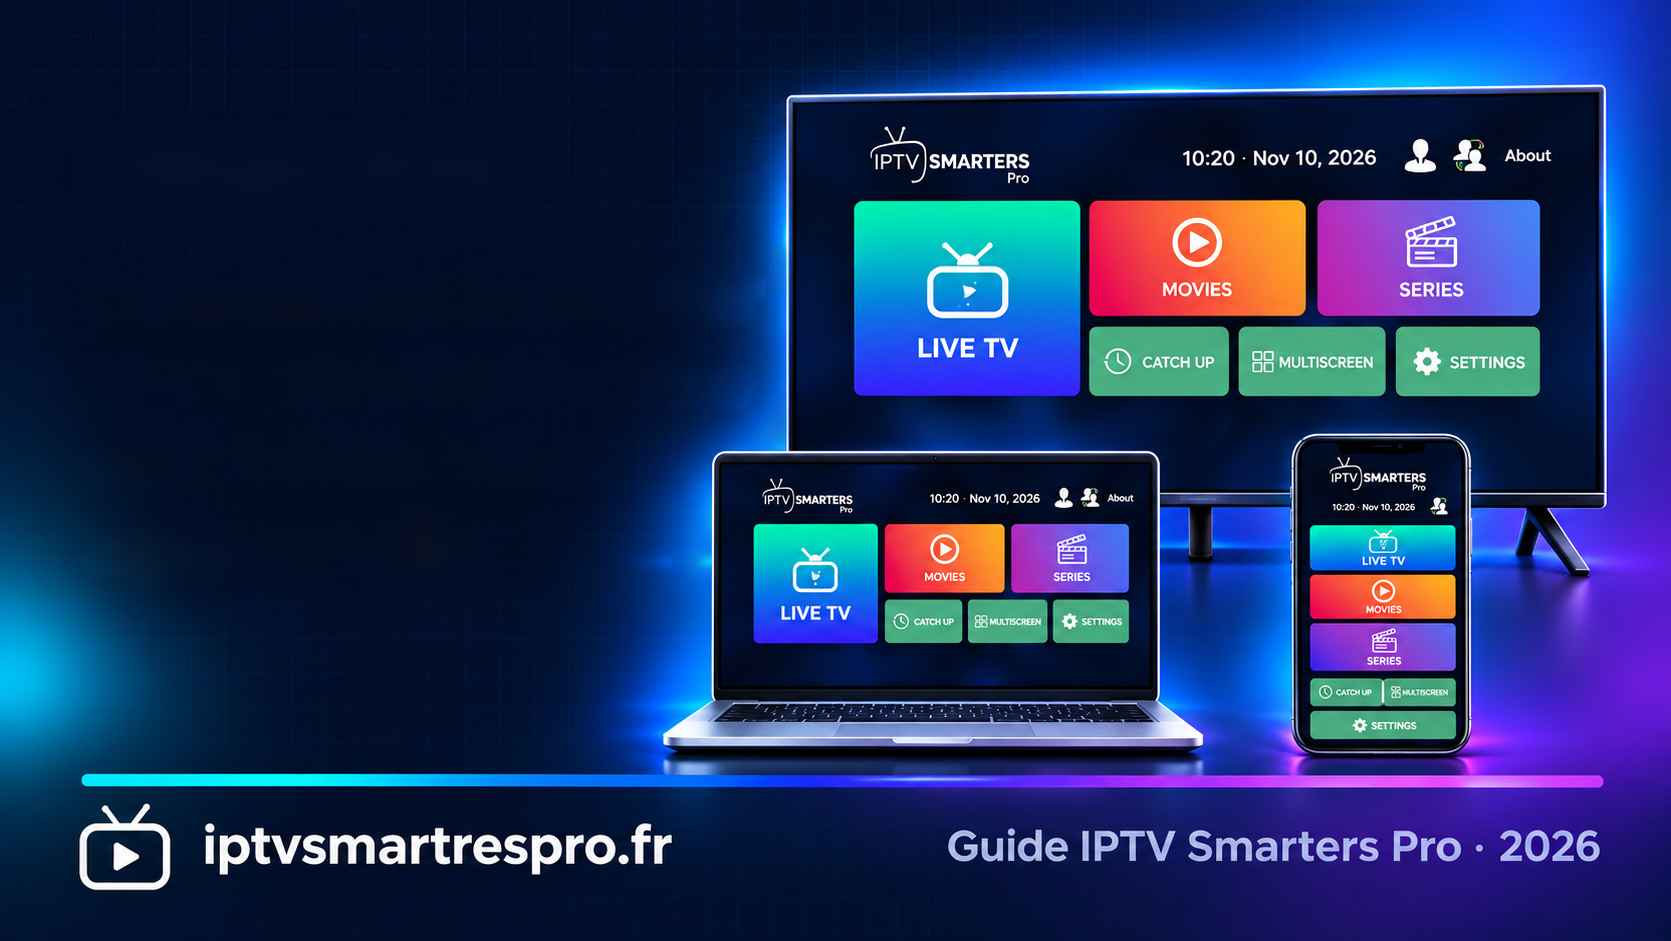 IPTV SMARTERS
Pro
10:20 · Nov 10, 2026
About
LIVE TV
MOVIES
SERIES
CATCH UP
MULTISCREEN
SETTINGS
IPTV SMARTERS
Pro
10:20 · Nov 10, 2026
About
LIVE TV
MOVIES
SERIES
CATCH UP
MULTISCREEN
SETTINGS
IPTV SMARTERS
Pro
10:20 · Nov 10, 2026
LIVE TV
MOVIES
SERIES
CATCH UP
MULTISCREEN
SETTINGS
iptvsmartrespro.fr
Guide IPTV Smarters Pro · 2026